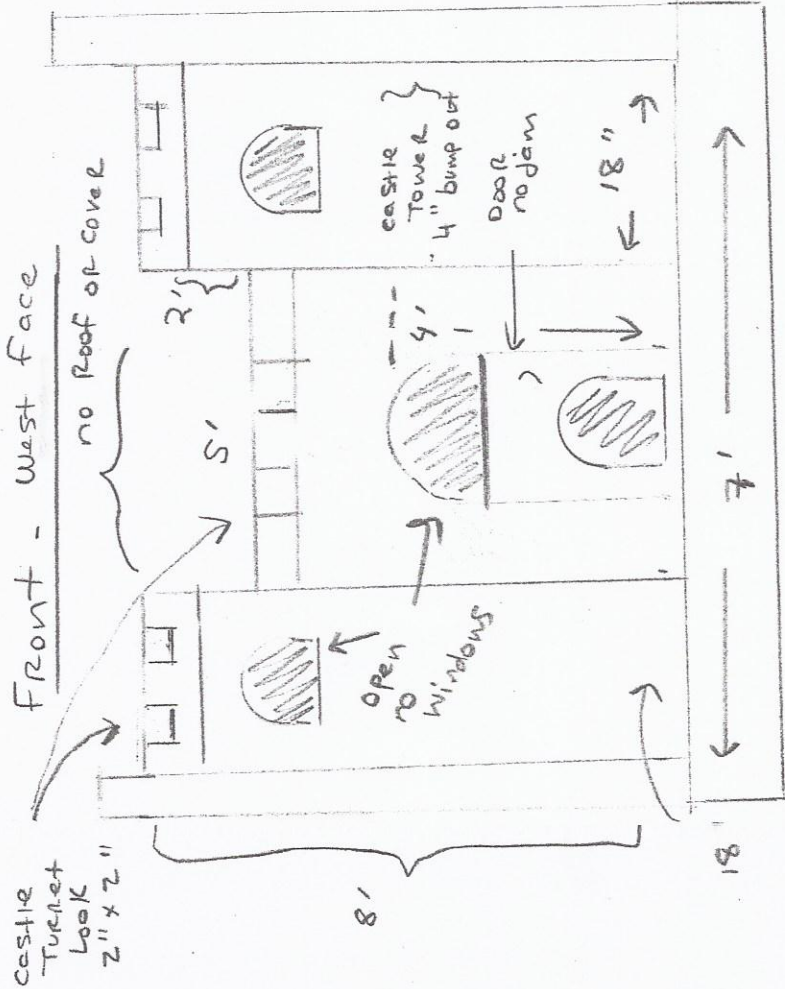 Front - West face
no Roof or cover
Castle
Turret
Look
2" x 2"
5'
2'
8'
4'
castle
Tower
4" bump out
Door
no jam
open
no
windows
18"
18
7'